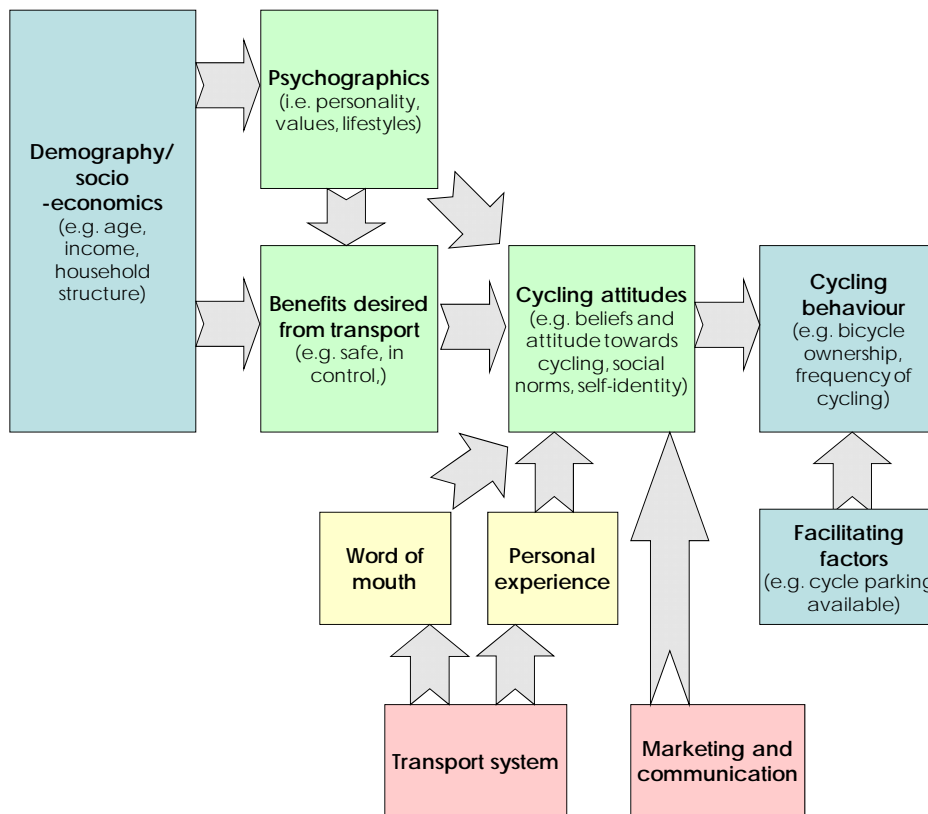 Psychographics
(i.e. personality,
values, lifestyles)
Demography/
socio
-economics
(e.g. age,
income,
household
structure)
Benefits desired
from transport
(e.g. safe, in
control,)
Cycling attitudes
(e.g. beliefs and
attitude towards
cycling, social
norms, self-identity)
Cycling
behaviour
(e.g. bicycle
ownership,
frequency of
cycling)
Word of
mouth
Personal
experience
Facilitating
factors
(e.g. cycle parking
available)
Transport system
Marketing and
communication